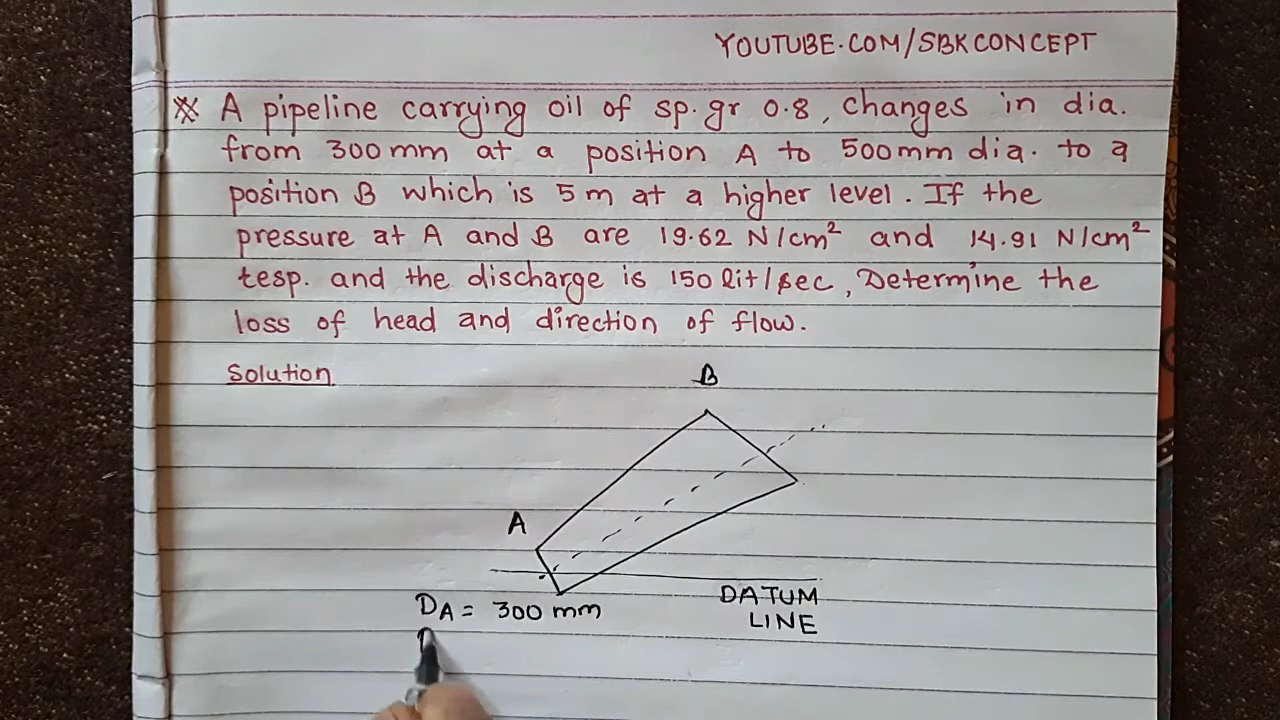 YOUTUBE.COM/SBKCONCEPT
※ A pipeline carrying oil of sp.gr 0.8, changes in dia.
from 300 mm at a position A to 500mm dia. to a
position B which is 5 m at a higher level. If the
pressure at A and B are 19.62 N/cm² and 14.91 N/cm²
tesp. and the discharge is 150 lit/sec, Determine the
loss of head and direction of flow.
Solution
B
A
DATUM
LINE
DA = 300 mm